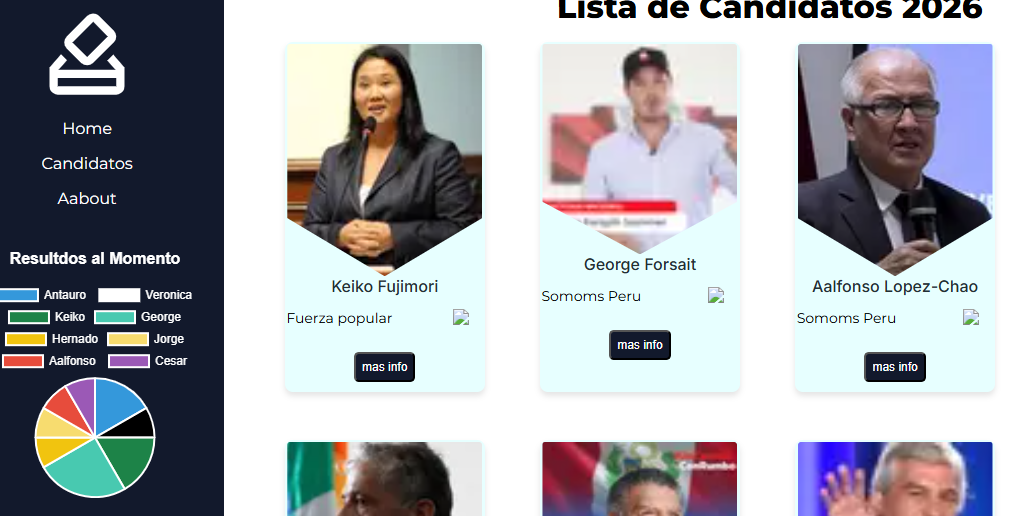 Lista de Candidatos 2026
Home
Candidatos
Aabout
Resultdos al Momento
Antauro Veronica
Keiko George
Hernado Jorge
Aalfonso Cesar
Keiko Fujimori
Fuerza popular
mas info
George Forsait
Somoms Peru
mas info
Aalfonso Lopez-Chao
Somoms Peru
mas info
ConRumbo